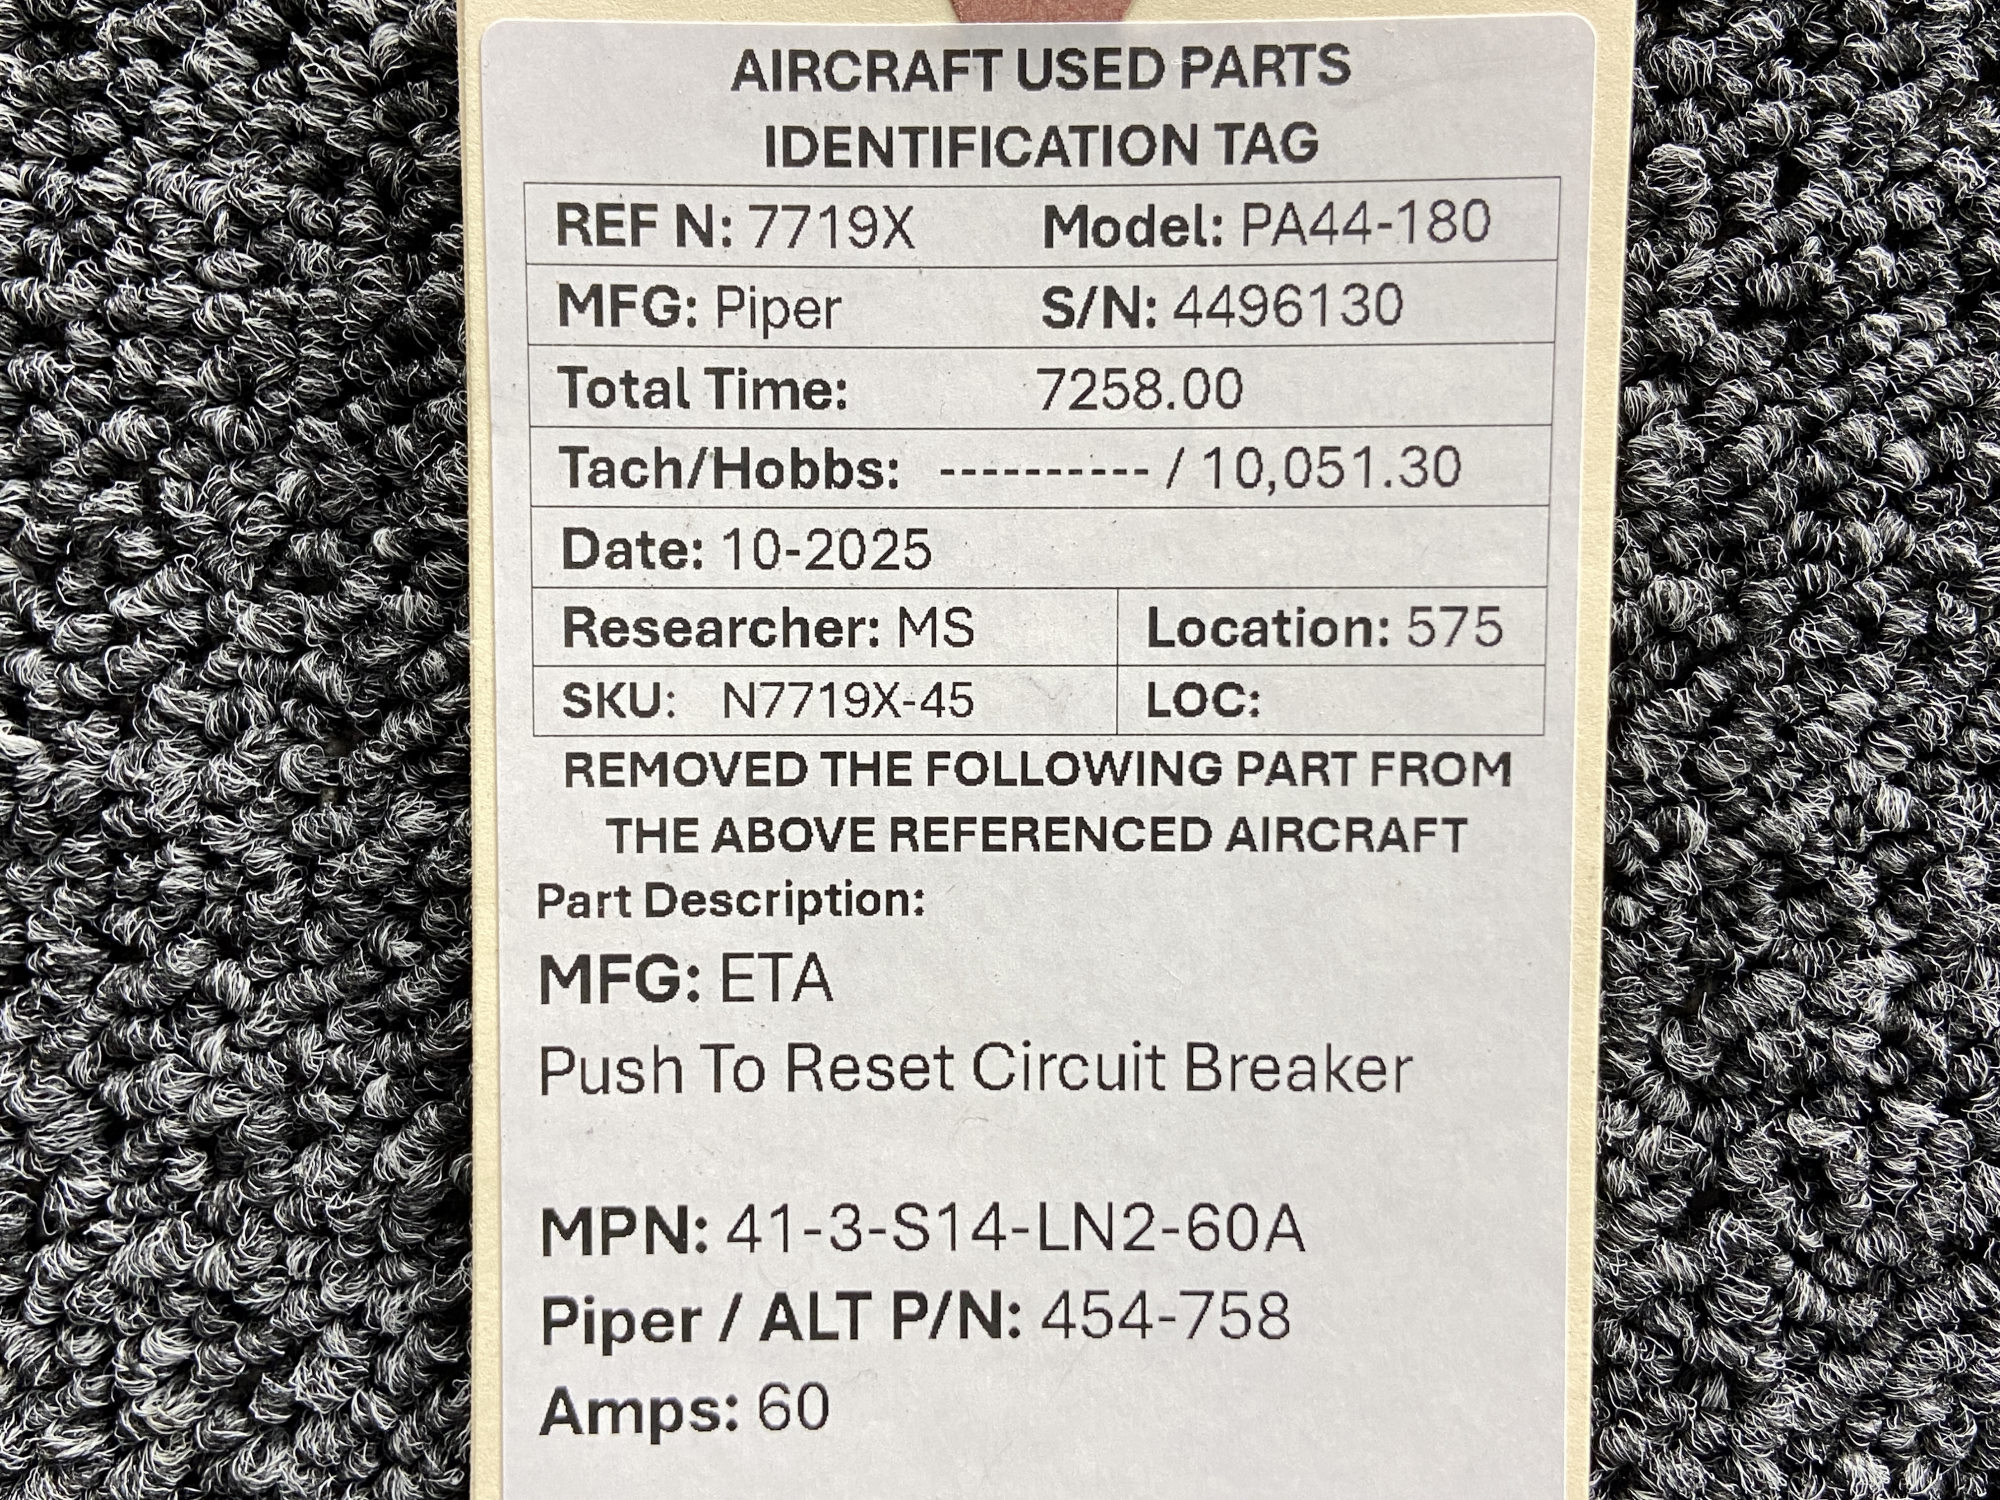 AIRCRAFT USED PARTS
IDENTIFICATION TAG
REF N: 7719X Model: PA44-180
MFG: Piper S/N: 4496130
Total Time: 7258.00
Tach/Hobbs: ---------- / 10,051.30
Date: 10-2025
Researcher: MS Location: 575
SKU: N7719X-45 LOC:
REMOVED THE FOLLOWING PART FROM
THE ABOVE REFERENCED AIRCRAFT
Part Description:
MFG: ETA
Push To Reset Circuit Breaker
MPN: 41-3-S14-LN2-60A
Piper / ALT P/N: 454-758
Amps: 60